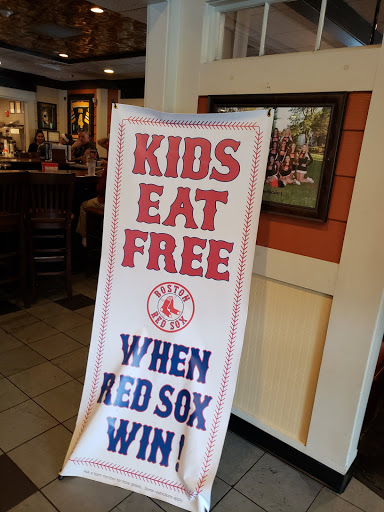 KIDS
EAT
FREE
BOSTON
RED SOX
WHEN
RED SOX
WIN!